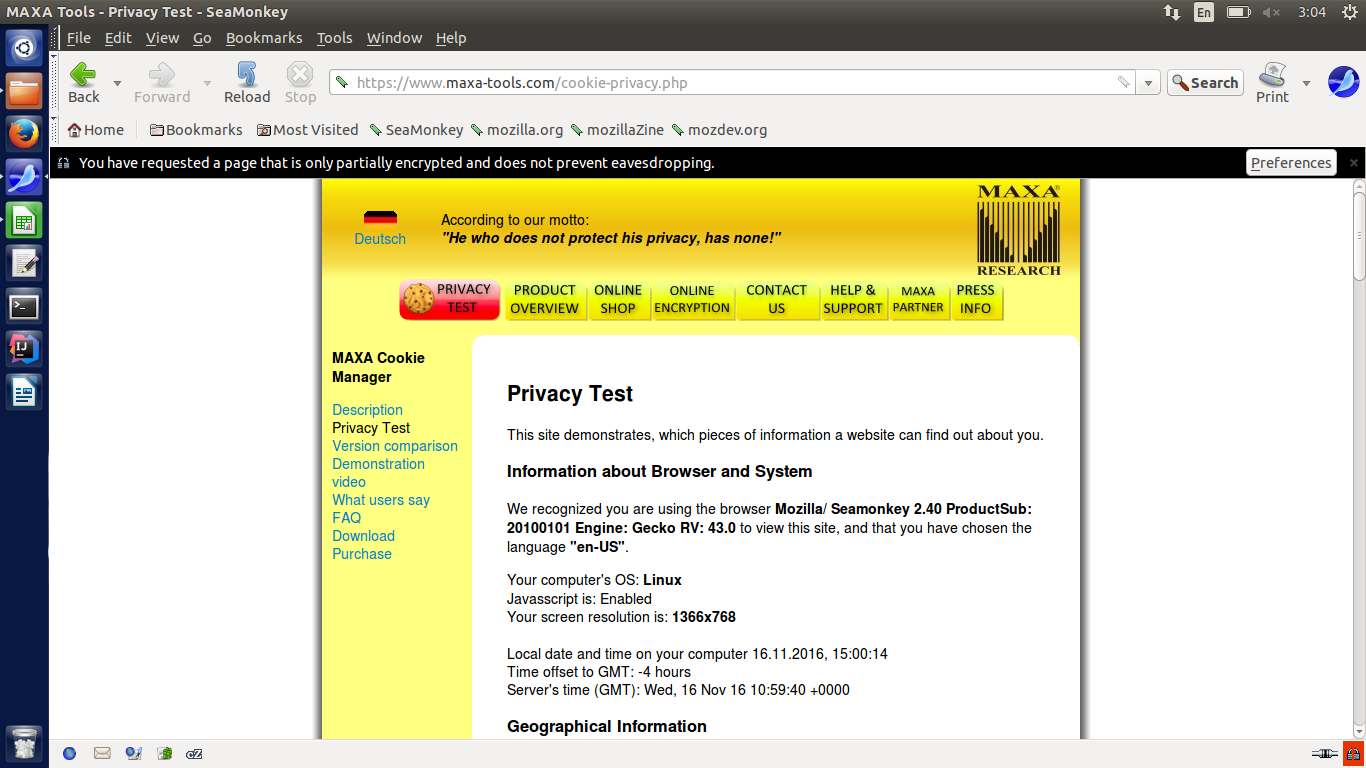 MAXA Tools - Privacy Test - SeaMonkey
En
3:04
File Edit View Go Bookmarks Tools Window Help
Back
Forward
Reload
Stop
https://www.maxa-tools.com/cookie-privacy.php
Search
Print
Home
Bookmarks
Most Visited
SeaMonkey
mozilla.org
mozillaZine
mozdev.org
You have requested a page that is only partially encrypted and does not prevent eavesdropping.
Preferences
Deutsch
According to our motto:
"He who does not protect his privacy, has none!"
MAXA®
RESEARCH
PRIVACY
TEST
PRODUCT
OVERVIEW
ONLINE
SHOP
ONLINE
ENCRYPTION
CONTACT
US
HELP &
SUPPORT
MAXA
PARTNER
PRESS
INFO
MAXA Cookie
Manager
Description
Privacy Test
Version comparison
Demonstration
video
What users say
FAQ
Download
Purchase
Privacy Test
This site demonstrates, which pieces of information a website can find out about you.
Information about Browser and System
We recognized you are using the browser Mozilla/ Seamonkey 2.40 ProductSub:
20100101 Engine: Gecko RV: 43.0 to view this site, and that you have chosen the
language "en-US".
Your computer's OS: Linux
Javasscript is: Enabled
Your screen resolution is: 1366x768
Local date and time on your computer 16.11.2016, 15:00:14
Time offset to GMT: -4 hours
Server's time (GMT): Wed, 16 Nov 16 10:59:40 +0000
Geographical Information
cZ